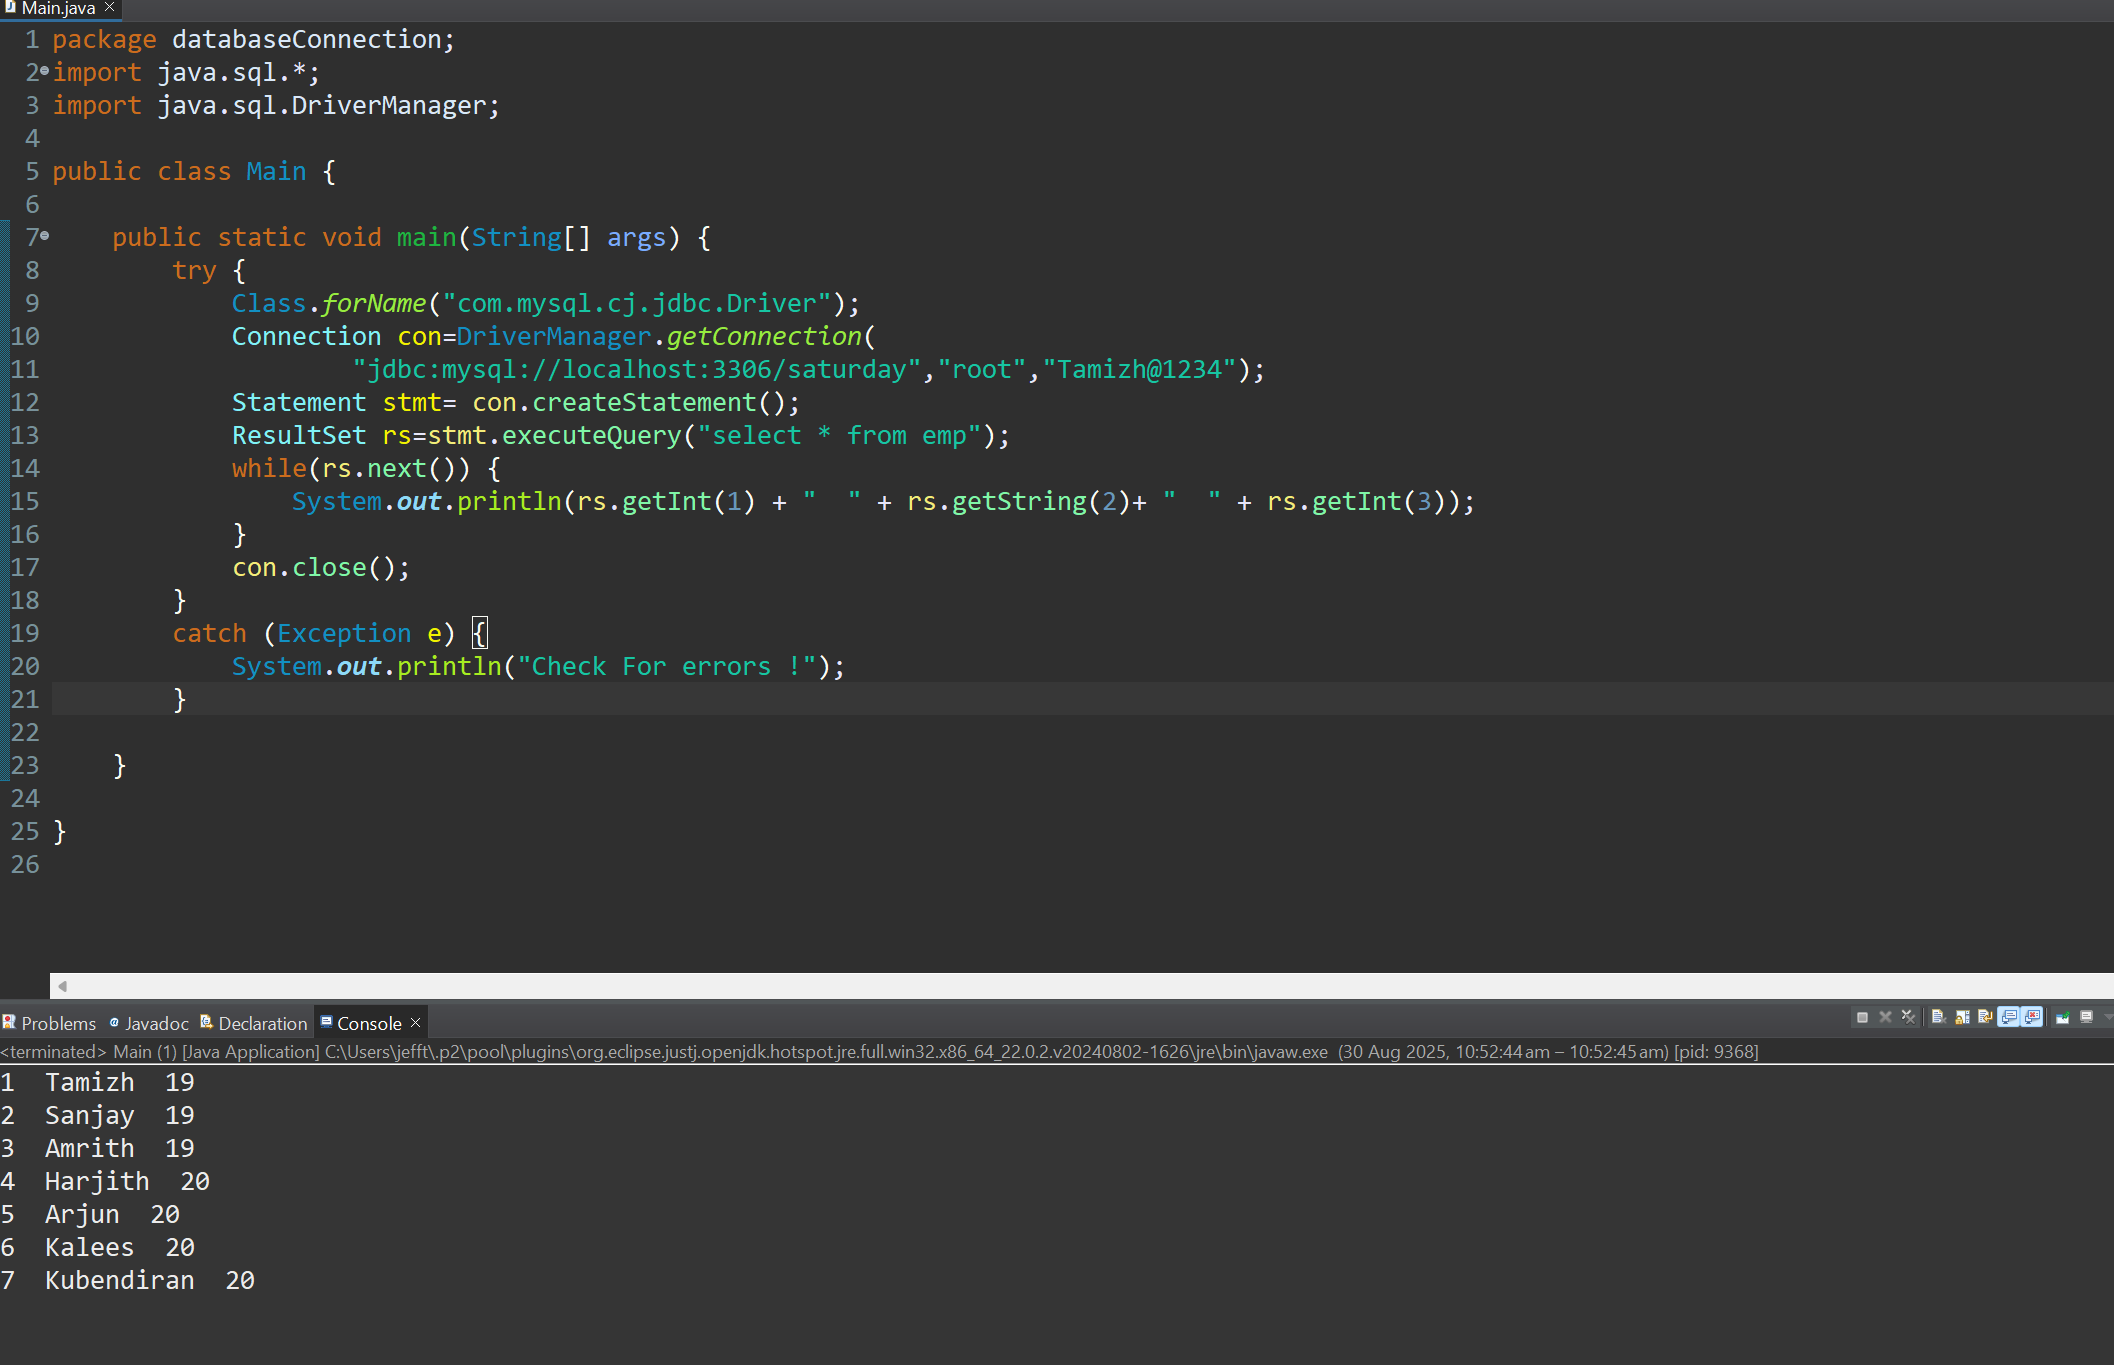 Main.java
1 package databaseConnection;
2 import java.sql.*;
3 import java.sql.DriverManager;
4
5 public class Main {
6
7     public static void main(String[] args) {
8         try {
9             Class.forName("com.mysql.cj.jdbc.Driver");
10             Connection con=DriverManager.getConnection(
11                     "jdbc:mysql://localhost:3306/saturday","root","Tamizh@1234");
12             Statement stmt= con.createStatement();
13             ResultSet rs=stmt.executeQuery("select * from emp");
14             while(rs.next()) {
15                 System.out.println(rs.getInt(1) + "  " + rs.getString(2)+ "  " + rs.getInt(3));
16             }
17             con.close();
18         }
19         catch (Exception e) {
20             System.out.println("Check For errors !");
21         }
22
23     }
24
25 }
26
Problems Javadoc Declaration Console
<terminated> Main (1) [Java Application] C:\Users\jefft\.p2\pool\plugins\org.eclipse.justj.openjdk.hotspot.jre.full.win32.x86_64_22.0.2.v20240802-1626\jre\bin\javaw.exe (30 Aug 2025, 10:52:44 am – 10:52:45 am) [pid: 9368]
1  Tamizh  19
2  Sanjay  19
3  Amrith  19
4  Harjith  20
5  Arjun  20
6  Kalees  20
7  Kubendiran  20